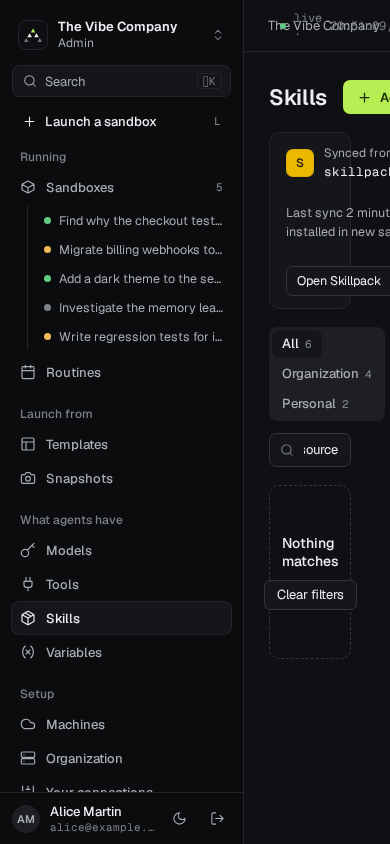 The Vibe Company
Admin
Search
K
Launch a sandbox
L
Running
Sandboxes
5
Find why the checkout test…
Migrate billing webhooks to…
Add a dark theme to the se…
Investigate the memory lea…
Write regression tests for i…
Routines
Launch from
Templates
Snapshots
What agents have
Models
Tools
Skills
Variables
Setup
Machines
Organization
Your connections
AM
Alice Martin
alice@example.…
The Vibe Company
live
Skills
S
Synced from
skillpack
Last sync 2 minut
installed in new sa
Open Skillpack
All 6
Organization 4
Personal 2
source
Nothing
matches
Clear filters